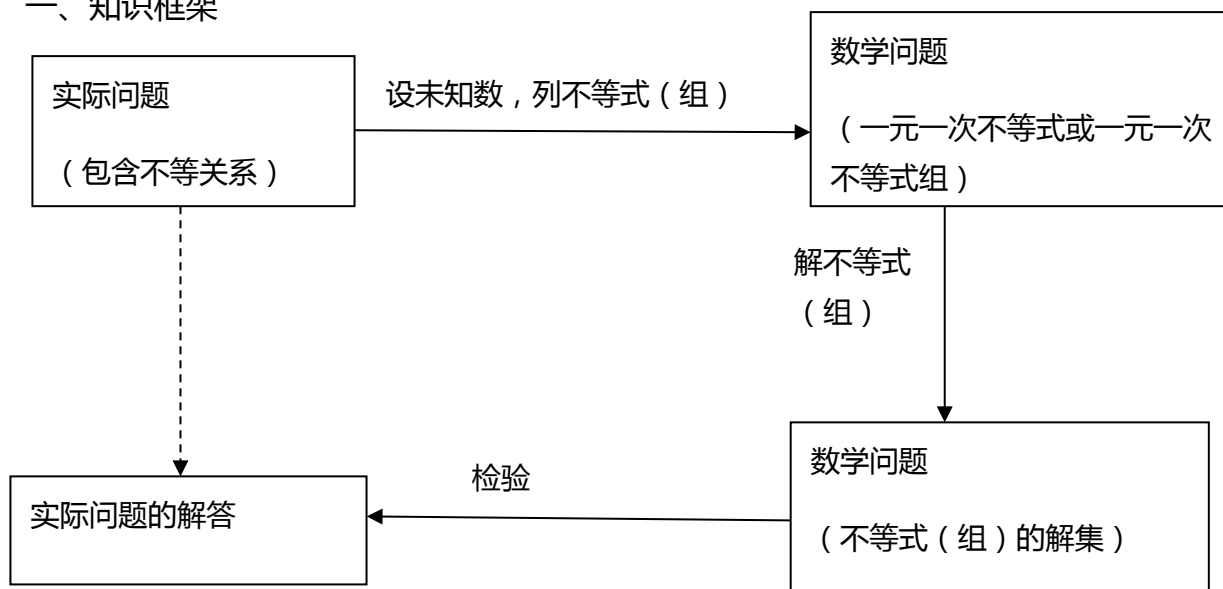 一、知识框架
实际问题
（包含不等关系）
设未知数，列不等式（组）
数学问题
（一元一次不等式或一元一次
不等式组）
解不等式
（组）
数学问题
（不等式（组）的解集）
检验
实际问题的解答